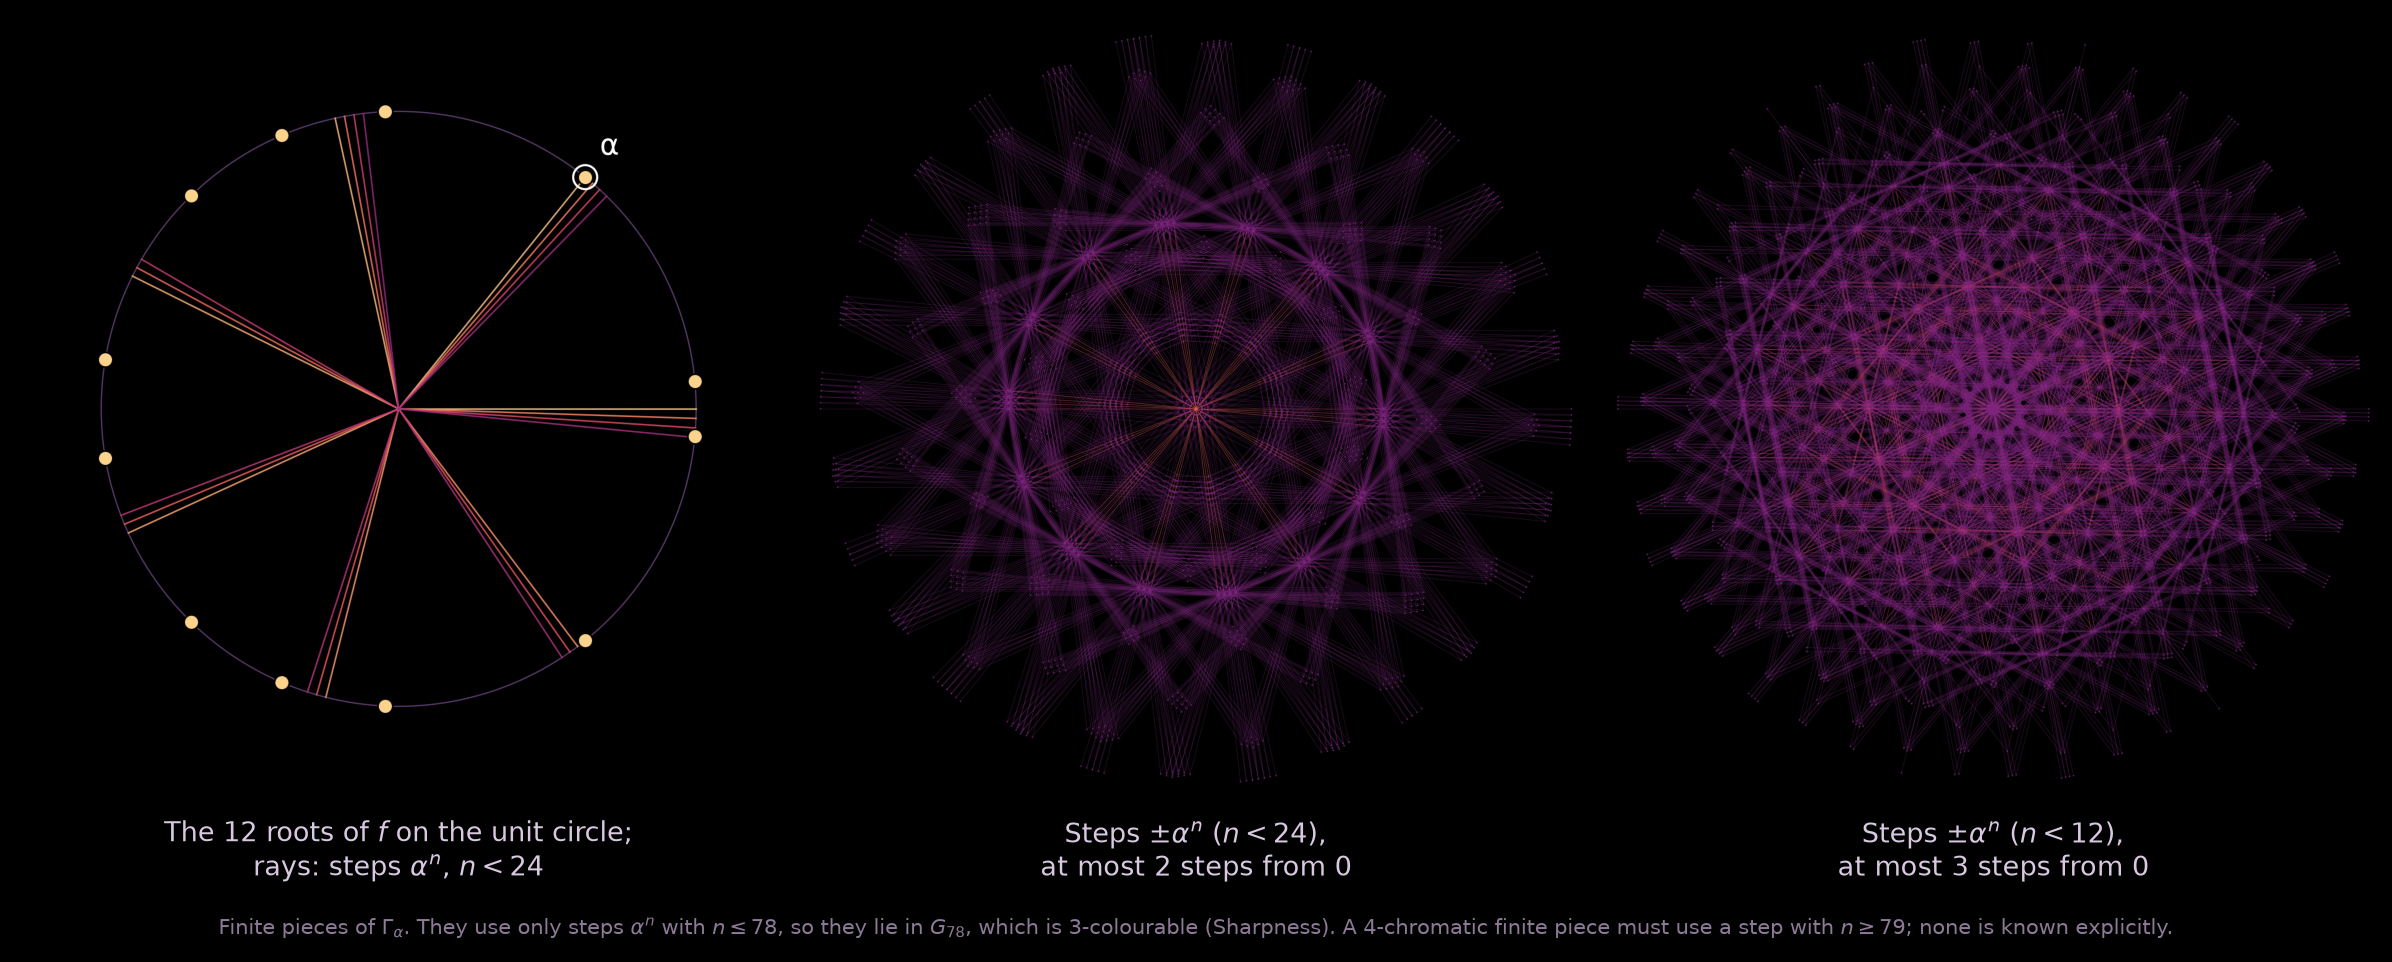 α
The 12 roots of f on the unit circle;
rays: steps αⁿ, n < 24
Steps ±αⁿ (n < 24),
at most 2 steps from 0
Steps ±αⁿ (n < 12),
at most 3 steps from 0
Finite pieces of Γ_α. They use only steps αⁿ with n ≤ 78, so they lie in G₇₈, which is 3-colourable (Sharpness). A 4-chromatic finite piece must use a step with n ≥ 79; none is known explicitly.